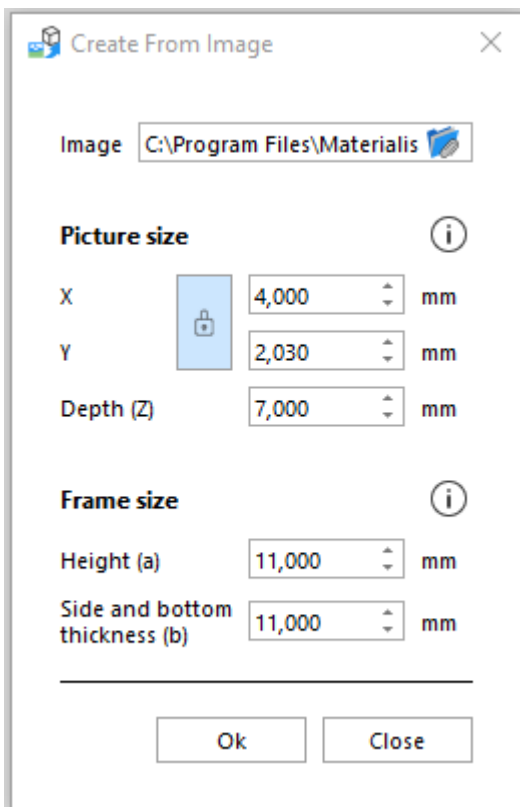 Create From Image
Image C:\Program Files\Materialis
Picture size
X 4,000 mm
Y 2,030 mm
Depth (Z) 7,000 mm
Frame size
Height (a) 11,000 mm
Side and bottom
thickness (b) 11,000 mm
Ok Close